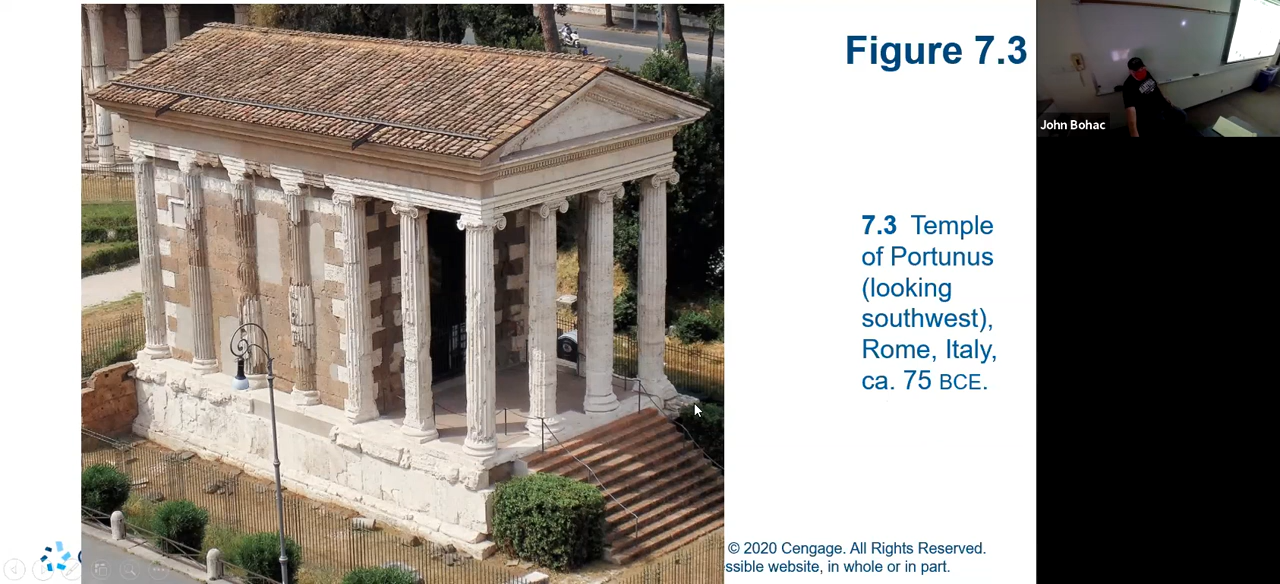 Figure 7.3
John Bohac
7.3 Temple
of Portunus
(looking
southwest),
Rome, Italy,
ca. 75 BCE.
© 2020 Cengage. All Rights Reserved.
website, in whole or in part.